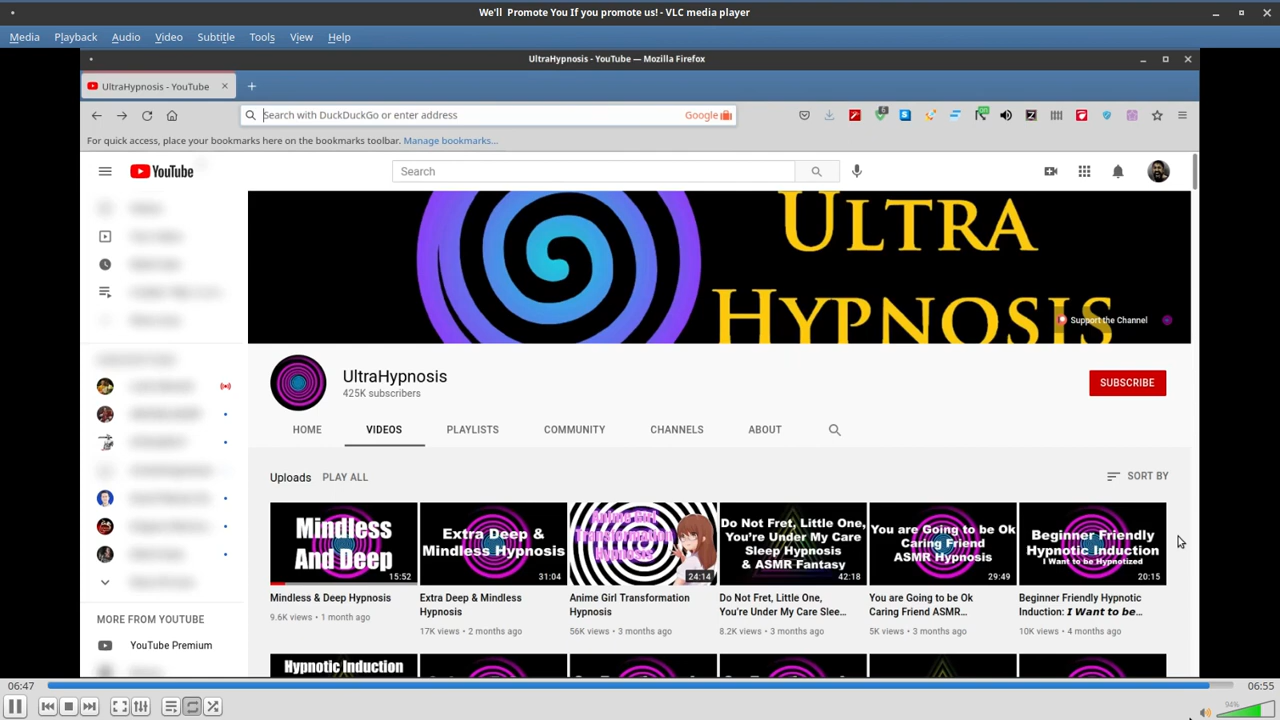 We'll Promote You If you promote us! - VLC media player
Media Playback Audio Video Subtitle Tools View Help
UltraHypnosis - YouTube — Mozilla Firefox
UltraHypnosis - YouTube
Search with DuckDuckGo or enter address
Google
6
on
For quick access, place your bookmarks here on the bookmarks toolbar. Manage bookmarks...
YouTube
Search
ULTRA
HYPNOSIS
Support the Channel
UltraHypnosis
425K subscribers
SUBSCRIBE
HOME VIDEOS PLAYLISTS COMMUNITY CHANNELS ABOUT
Uploads PLAY ALL
SORT BY
Mindless
And Deep
15:52
Extra Deep &
Mindless Hypnosis
31:04
Anime Girl
Transformation
Hypnosis
24:14
Do Not Fret, Little One,
You're Under My Care
Sleep Hypnosis
& ASMR Fantasy
42:18
You are Going to be Ok
Caring Friend
ASMR Hypnosis
29:49
Beginner Friendly
Hypnotic Induction
I Want to be Hypnotized
20:15
Mindless & Deep Hypnosis
9.6K views • 1 month ago
Extra Deep & Mindless
Hypnosis
17K views • 2 months ago
Anime Girl Transformation
Hypnosis
56K views • 3 months ago
Do Not Fret, Little One,
You're Under My Care Slee...
8.2K views • 3 months ago
You are Going to be Ok
Caring Friend ASMR...
5K views • 3 months ago
Beginner Friendly Hypnotic
Induction: I Want to be...
10K views • 4 months ago
MORE FROM YOUTUBE
YouTube Premium
Hypnotic Induction
06:47
06:55
94%